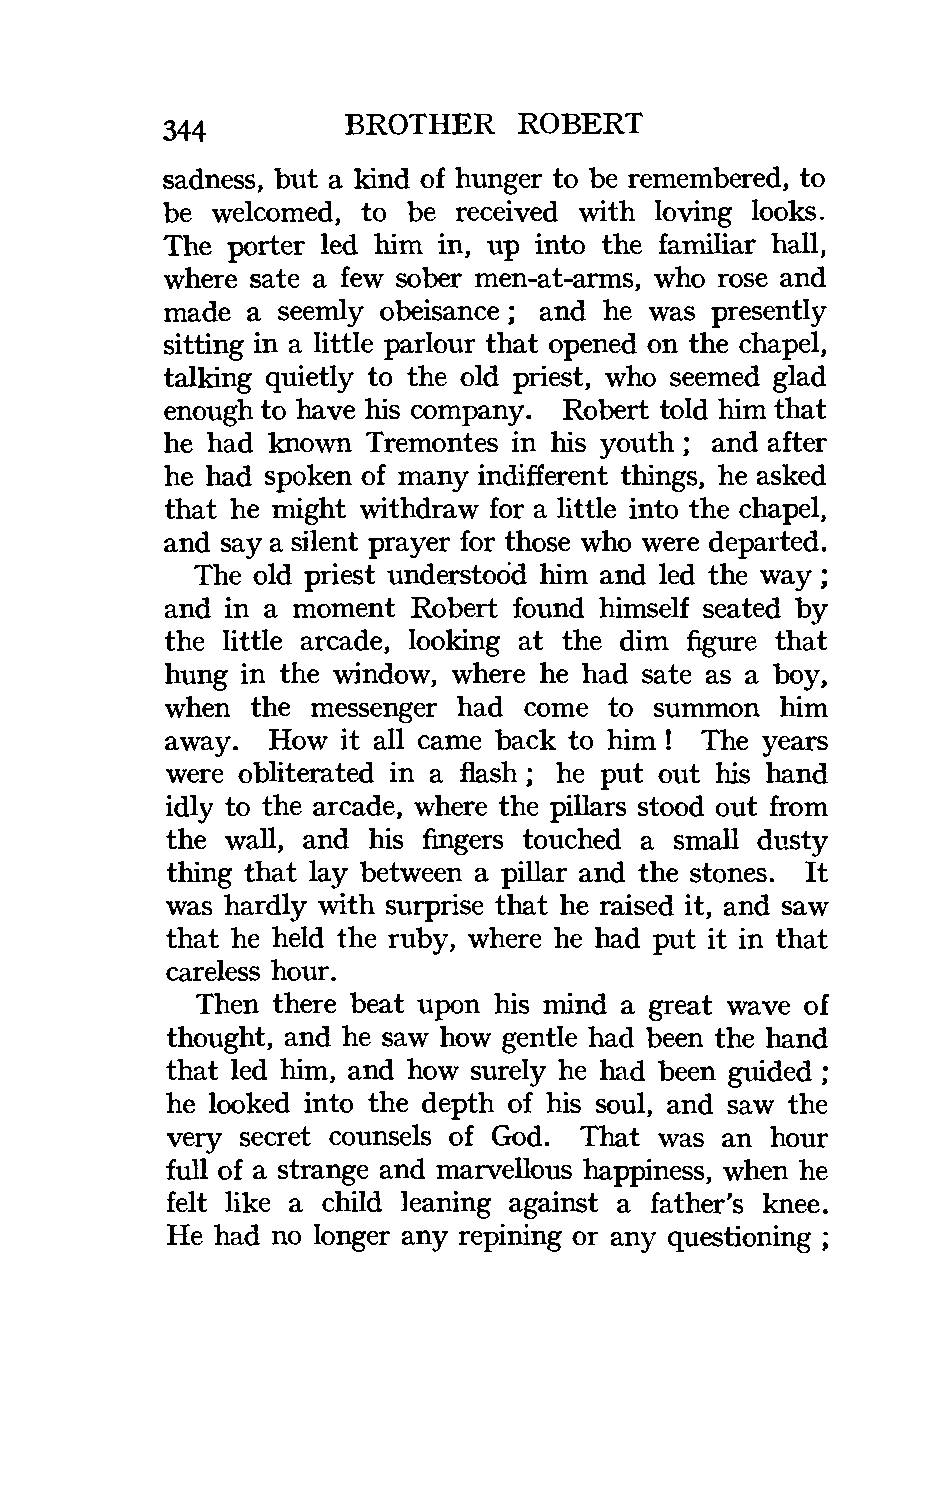 344 BROTHER ROBERT
sadness, but a kind of hunger to be remembered, to
be welcomed, to be received with loving looks.
The porter led him in, up into the familiar hall,
where sate a few sober men-at-arms, who rose and
made a seemly obeisance ; and he was presently
sitting in a little parlour that opened on the chapel,
talking quietly to the old priest, who seemed glad
enough to have his company. Robert told him that
he had known Tremontes in his youth ; and after
he had spoken of many indifferent things, he asked
that he might withdraw for a little into the chapel,
and say a silent prayer for those who were departed.
The old priest understood him and led the way ;
and in a moment Robert found himself seated by
the little arcade, looking at the dim figure that
hung in the window, where he had sate as a boy,
when the messenger had come to summon him
away. How it all came back to him ! The years
were obliterated in a flash ; he put out his hand
idly to the arcade, where the pillars stood out from
the wall, and his fingers touched a small dusty
thing that lay between a pillar and the stones. It
was hardly with surprise that he raised it, and saw
that he held the ruby, where he had put it in that
careless hour.
Then there beat upon his mind a great wave of
thought, and he saw how gentle had been the hand
that led him, and how surely he had been guided ;
he looked into the depth of his soul, and saw the
very secret counsels of God. That was an hour
full of a strange and marvellous happiness, when he
felt like a child leaning against a father's knee.
He had no longer any repining or any questioning ;